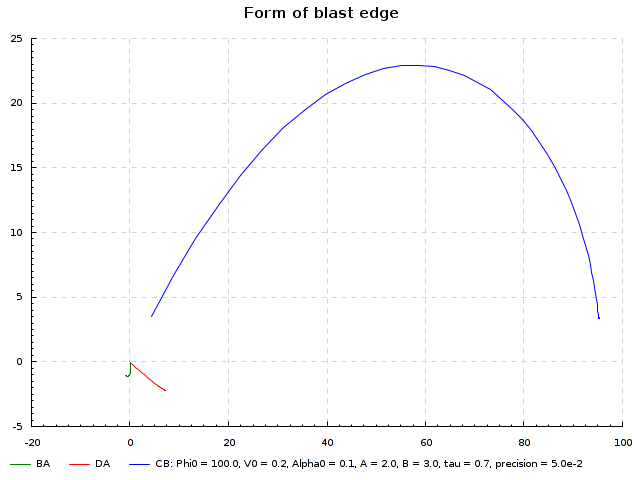 Form of blast edge
25
20
15
10
5
0
-5
-20 0 20 40 60 80 100
BA DA CB: Phi0 = 100.0, V0 = 0.2, Alpha0 = 0.1, A = 2.0, B = 3.0, tau = 0.7, precision = 5.0e-2